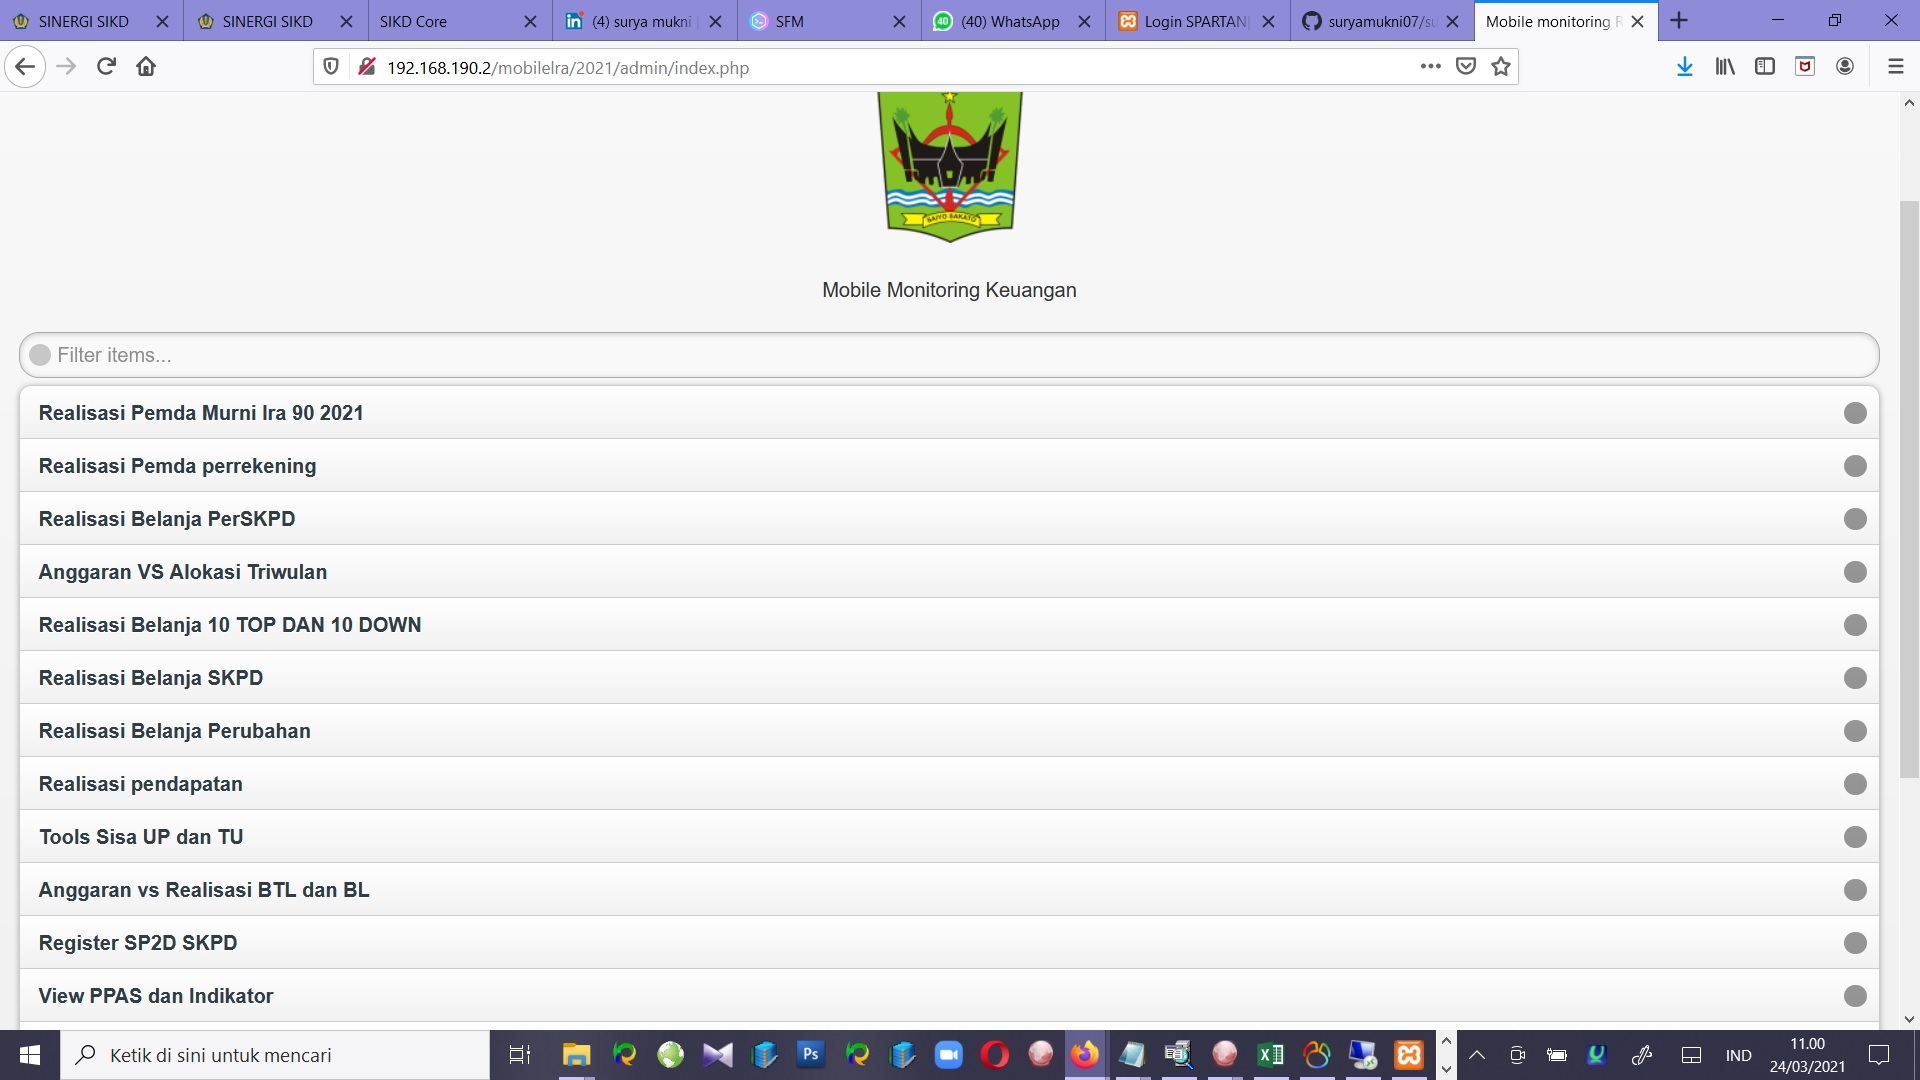 SINERGI SIKD
SINERGI SIKD
SIKD Core
(4) surya mukni
SFM
(40) WhatsApp
Login SPARTAN
suryamukni07/su
Mobile monitoring R
192.168.190.2/mobilelra/2021/admin/index.php
SAIYO SAKATO
Mobile Monitoring Keuangan
Filter items...
Realisasi Pemda Murni lra 90 2021
Realisasi Pemda perrekening
Realisasi Belanja PerSKPD
Anggaran VS Alokasi Triwulan
Realisasi Belanja 10 TOP DAN 10 DOWN
Realisasi Belanja SKPD
Realisasi Belanja Perubahan
Realisasi pendapatan
Tools Sisa UP dan TU
Anggaran vs Realisasi BTL dan BL
Register SP2D SKPD
View PPAS dan Indikator
Ketik di sini untuk mencari
Ps
IND
11.00
24/03/2021